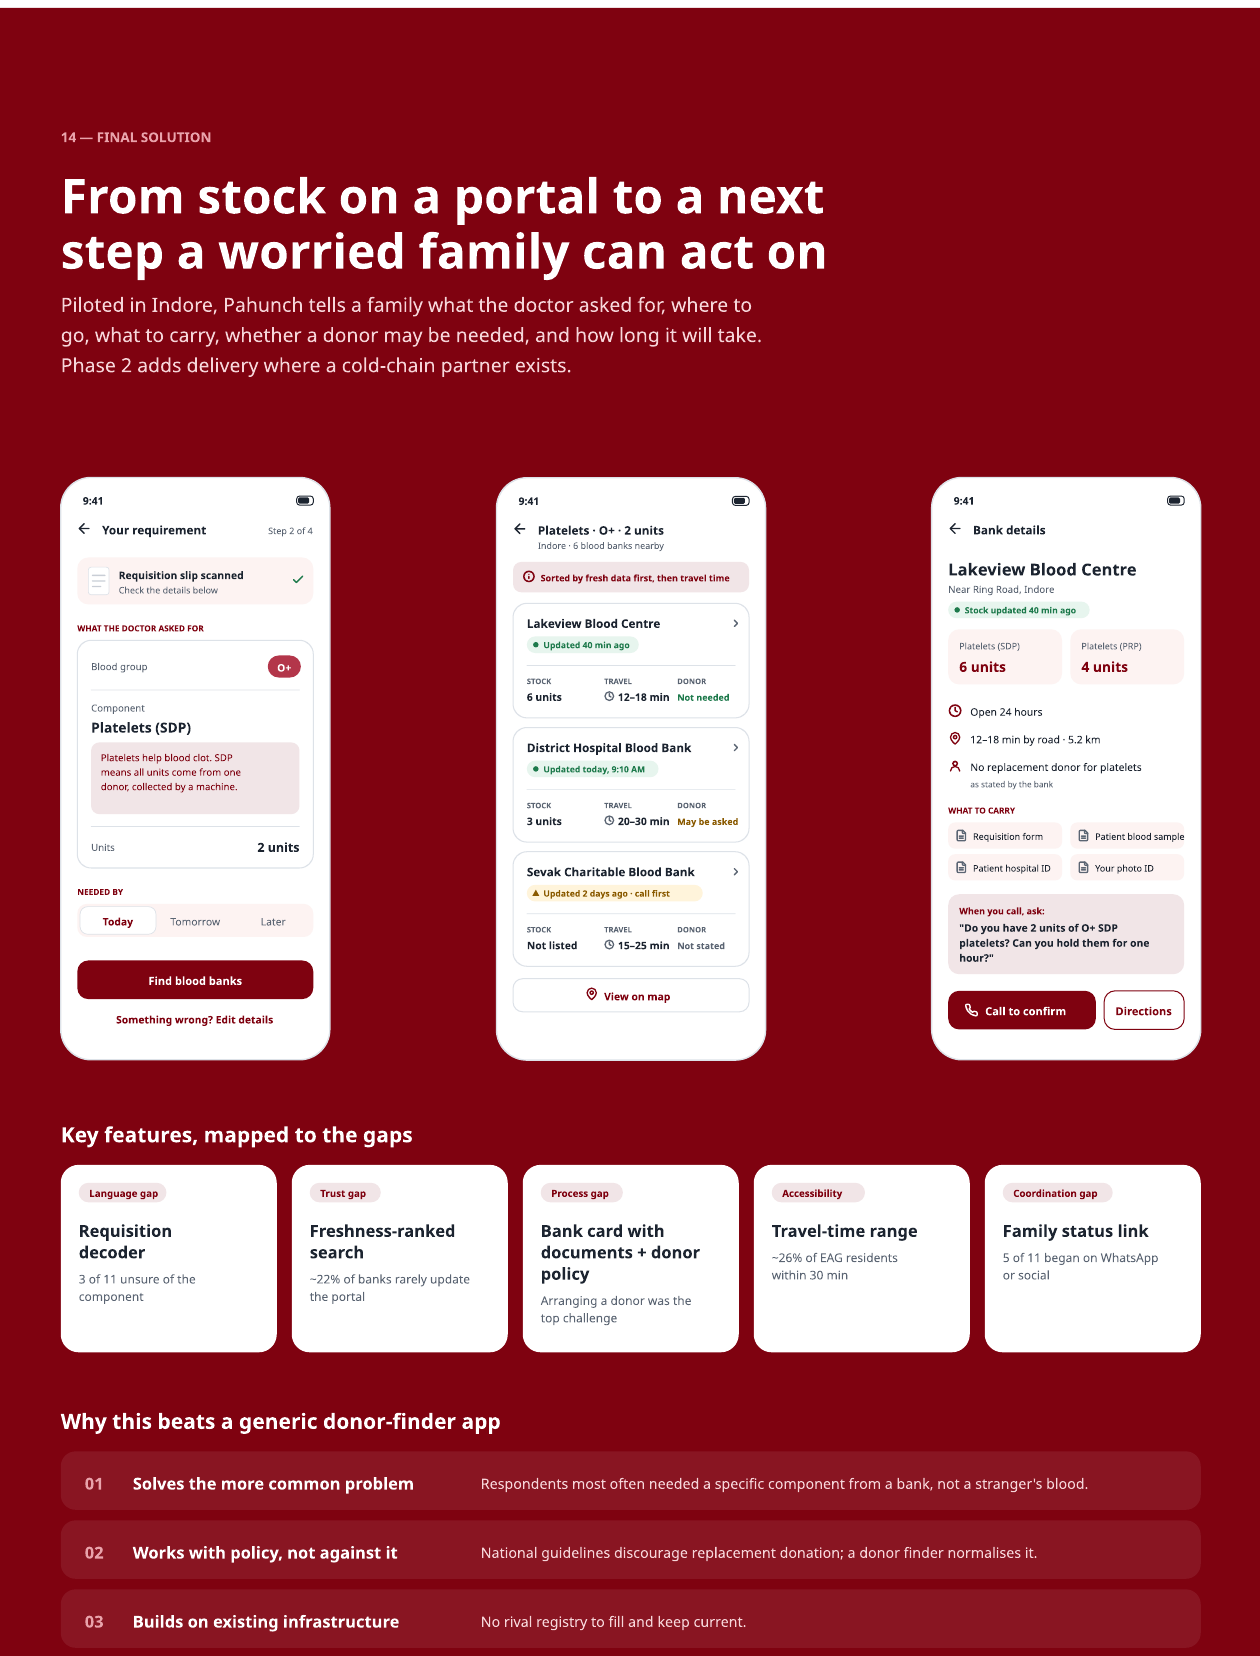 14 — FINAL SOLUTION
From stock on a portal to a next
step a worried family can act on
Piloted in Indore, Pahunch tells a family what the doctor asked for, where to
go, what to carry, whether a donor may be needed, and how long it will take.
Phase 2 adds delivery where a cold-chain partner exists.
9:41
Your requirement Step 2 of 4
Requisition slip scanned
Check the details below
WHAT THE DOCTOR ASKED FOR
Blood group O+
Component
Platelets (SDP)
Platelets help blood clot. SDP
means all units come from one
donor, collected by a machine.
Units 2 units
NEEDED BY
Today Tomorrow Later
Find blood banks
Something wrong? Edit details
9:41
Platelets · O+ · 2 units
Indore · 6 blood banks nearby
Sorted by fresh data first, then travel time
Lakeview Blood Centre
Updated 40 min ago
STOCK TRAVEL DONOR
6 units 12–18 min Not needed
District Hospital Blood Bank
Updated today, 9:10 AM
STOCK TRAVEL DONOR
3 units 20–30 min May be asked
Sevak Charitable Blood Bank
Updated 2 days ago · call first
STOCK TRAVEL DONOR
Not listed 15–25 min Not stated
View on map
9:41
Bank details
Lakeview Blood Centre
Near Ring Road, Indore
Stock updated 40 min ago
Platelets (SDP) Platelets (PRP)
6 units 4 units
Open 24 hours
12–18 min by road · 5.2 km
No replacement donor for platelets
as stated by the bank
WHAT TO CARRY
Requisition form Patient blood sample
Patient hospital ID Your photo ID
When you call, ask:
"Do you have 2 units of O+ SDP
platelets? Can you hold them for one
hour?"
Call to confirm Directions
Key features, mapped to the gaps
Language gap
Requisition
decoder
3 of 11 unsure of the
component
Trust gap
Freshness-ranked
search
~22% of banks rarely update
the portal
Process gap
Bank card with
documents + donor
policy
Arranging a donor was the
top challenge
Accessibility
Travel-time range
~26% of EAG residents
within 30 min
Coordination gap
Family status link
5 of 11 began on WhatsApp
or social
Why this beats a generic donor-finder app
01 Solves the more common problem Respondents most often needed a specific component from a bank, not a stranger's blood.
02 Works with policy, not against it National guidelines discourage replacement donation; a donor finder normalises it.
03 Builds on existing infrastructure No rival registry to fill and keep current.